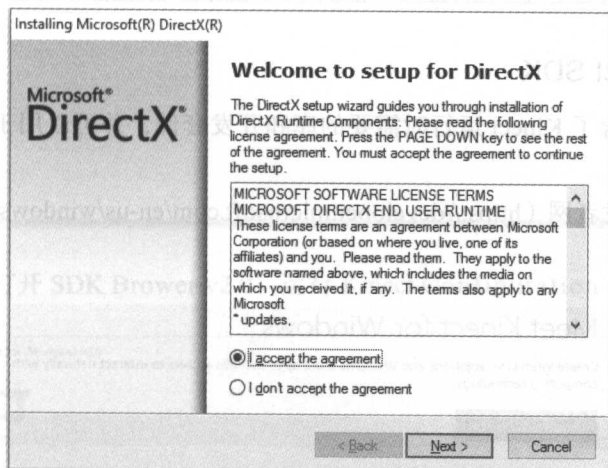 Installing Microsoft(R) DirectX(R)
Microsoft®
DirectX®
Welcome to setup for DirectX
The DirectX setup wizard guides you through installation of
DirectX Runtime Components. Please read the following
license agreement. Press the PAGE DOWN key to see the rest
of the agreement. You must accept the agreement to continue
the setup.
MICROSOFT SOFTWARE LICENSE TERMS
MICROSOFT DIRECTX END USER RUNTIME
These license terms are an agreement between Microsoft
Corporation (or based on where you live, one of its
affiliates) and you. Please read them. They apply to the
software named above, which includes the media on
which you received it, if any. The terms also apply to any
Microsoft
* updates,
I accept the agreement
I don't accept the agreement
< Back
Next >
Cancel